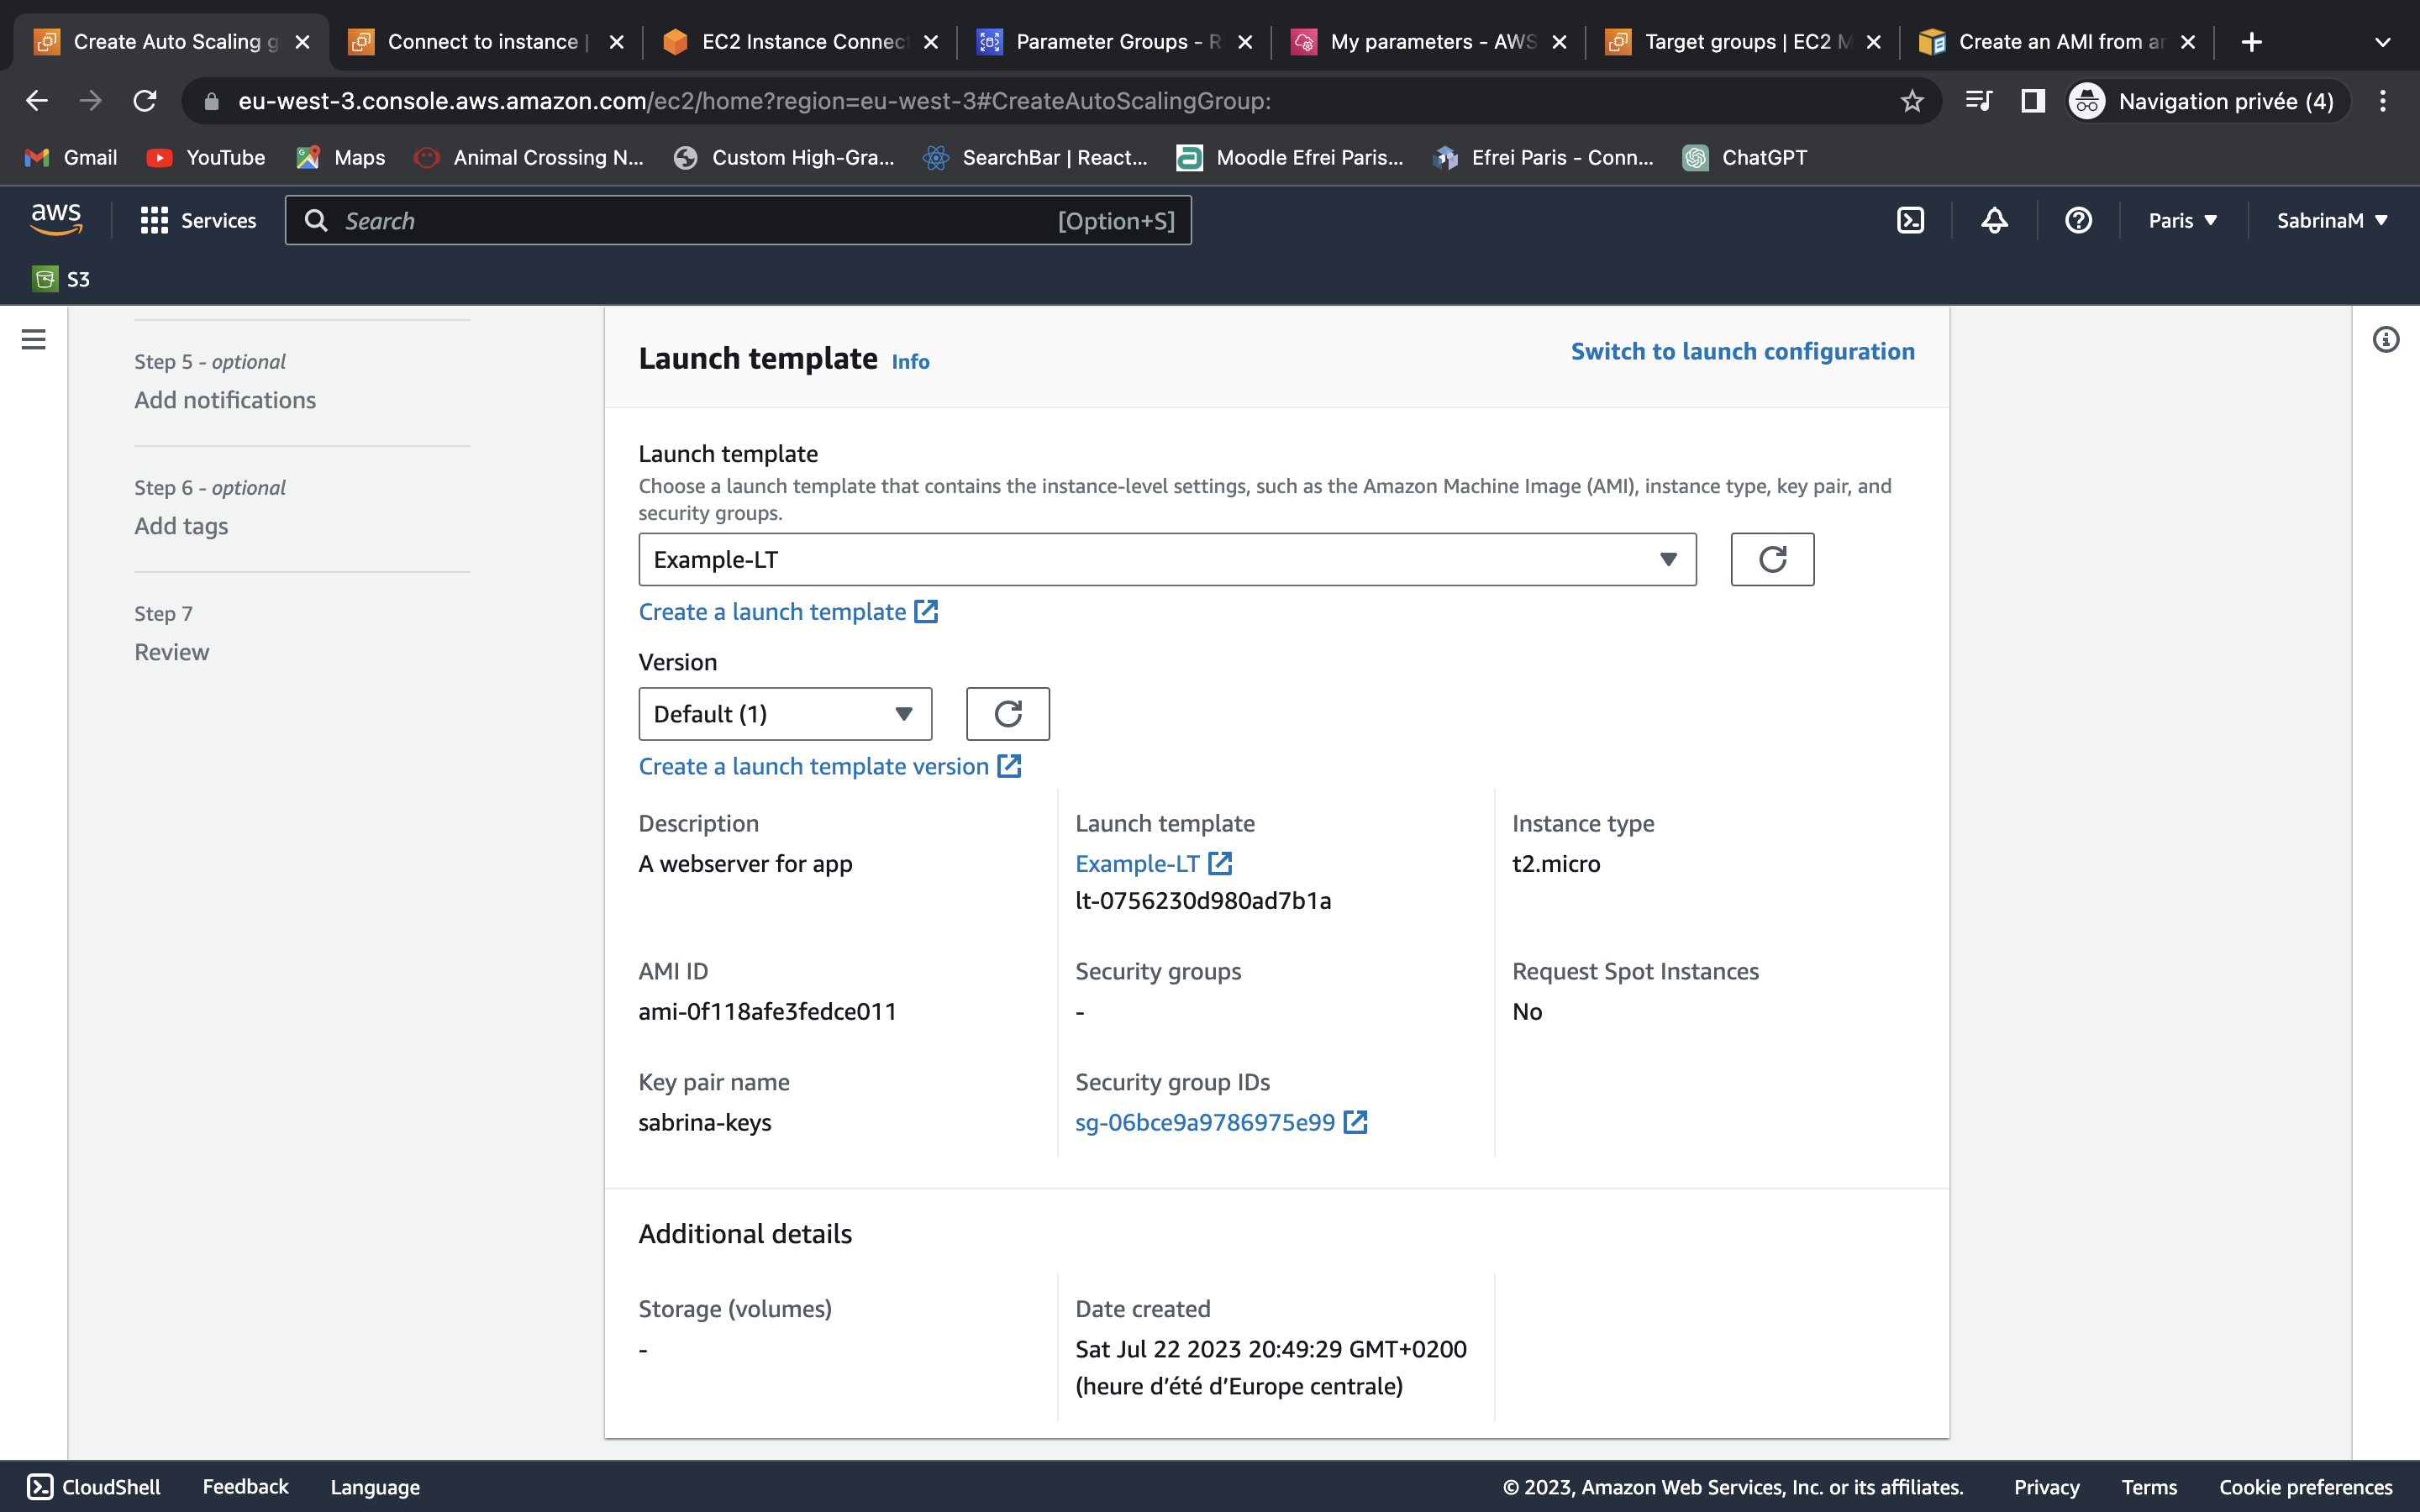 Create Auto Scaling g
Connect to instance |
EC2 Instance Connec
Parameter Groups - R
My parameters - AWS
Target groups | EC2 M
Create an AMI from ar
eu-west-3.console.aws.amazon.com/ec2/home?region=eu-west-3#CreateAutoScalingGroup:
Navigation privée (4)
Gmail
YouTube
Maps
Animal Crossing N...
Custom High-Gra...
SearchBar | React...
Moodle Efrei Paris...
Efrei Paris - Conn...
ChatGPT
aws
Services
Search
[Option+S]
Paris
SabrinaM
S3
Step 5 - optional
Add notifications
Step 6 - optional
Add tags
Step 7
Review
Launch template Info
Switch to launch configuration
Launch template
Choose a launch template that contains the instance-level settings, such as the Amazon Machine Image (AMI), instance type, key pair, and
security groups.
Example-LT
Create a launch template
Version
Default (1)
Create a launch template version
Description
A webserver for app
Launch template
Example-LT
lt-0756230d980ad7b1a
Instance type
t2.micro
AMI ID
ami-0f118afe3fedce011
Security groups
-
Request Spot Instances
No
Key pair name
sabrina-keys
Security group IDs
sg-06bce9a9786975e99
Additional details
Storage (volumes)
-
Date created
Sat Jul 22 2023 20:49:29 GMT+0200
(heure d’été d’Europe centrale)
CloudShell
Feedback
Language
© 2023, Amazon Web Services, Inc. or its affiliates.
Privacy
Terms
Cookie preferences